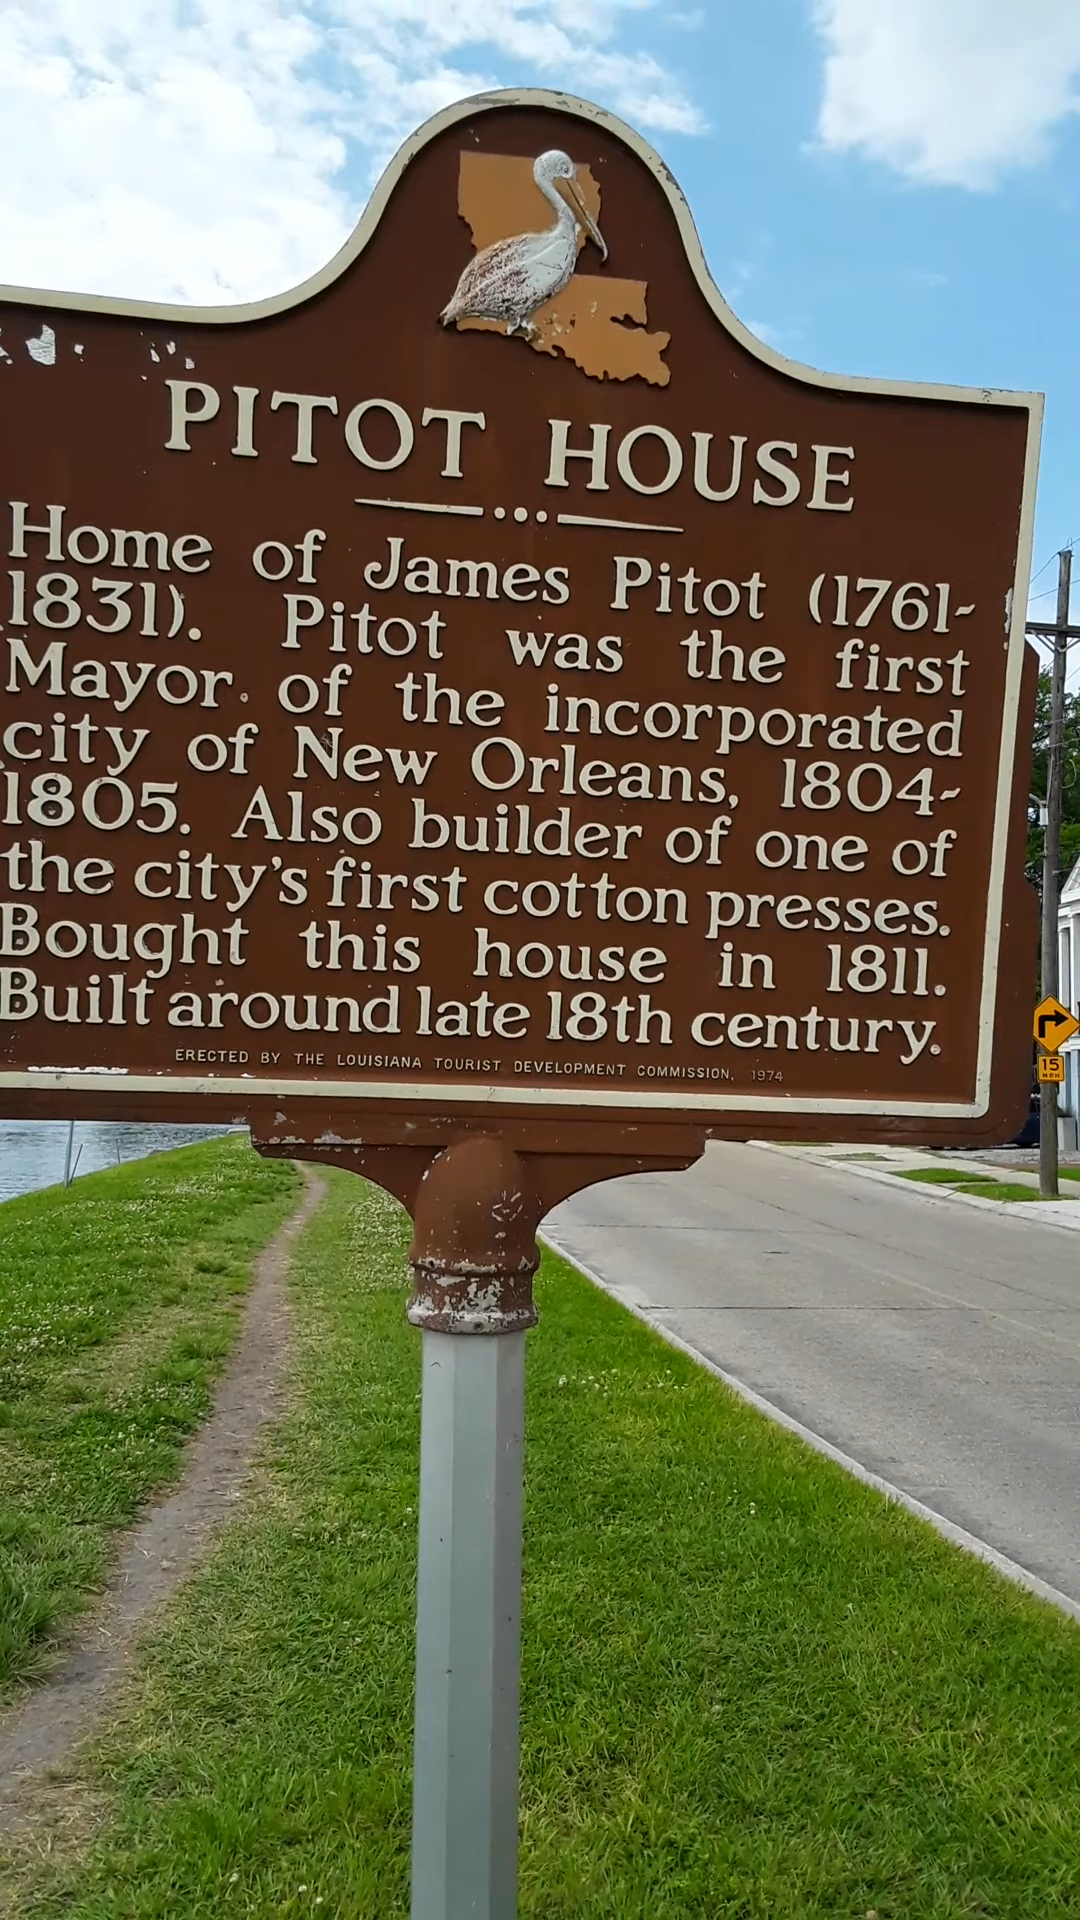 PITOT HOUSE
Home of James Pitot (1761-
1831). Pitot was the first
Mayor of the incorporated
city of New Orleans, 1804-
1805. Also builder of one of
the city's first cotton presses.
Bought this house in 1811.
Built around late 18th century.
ERECTED BY THE LOUISIANA TOURIST DEVELOPMENT COMMISSION, 1974
15
MPH